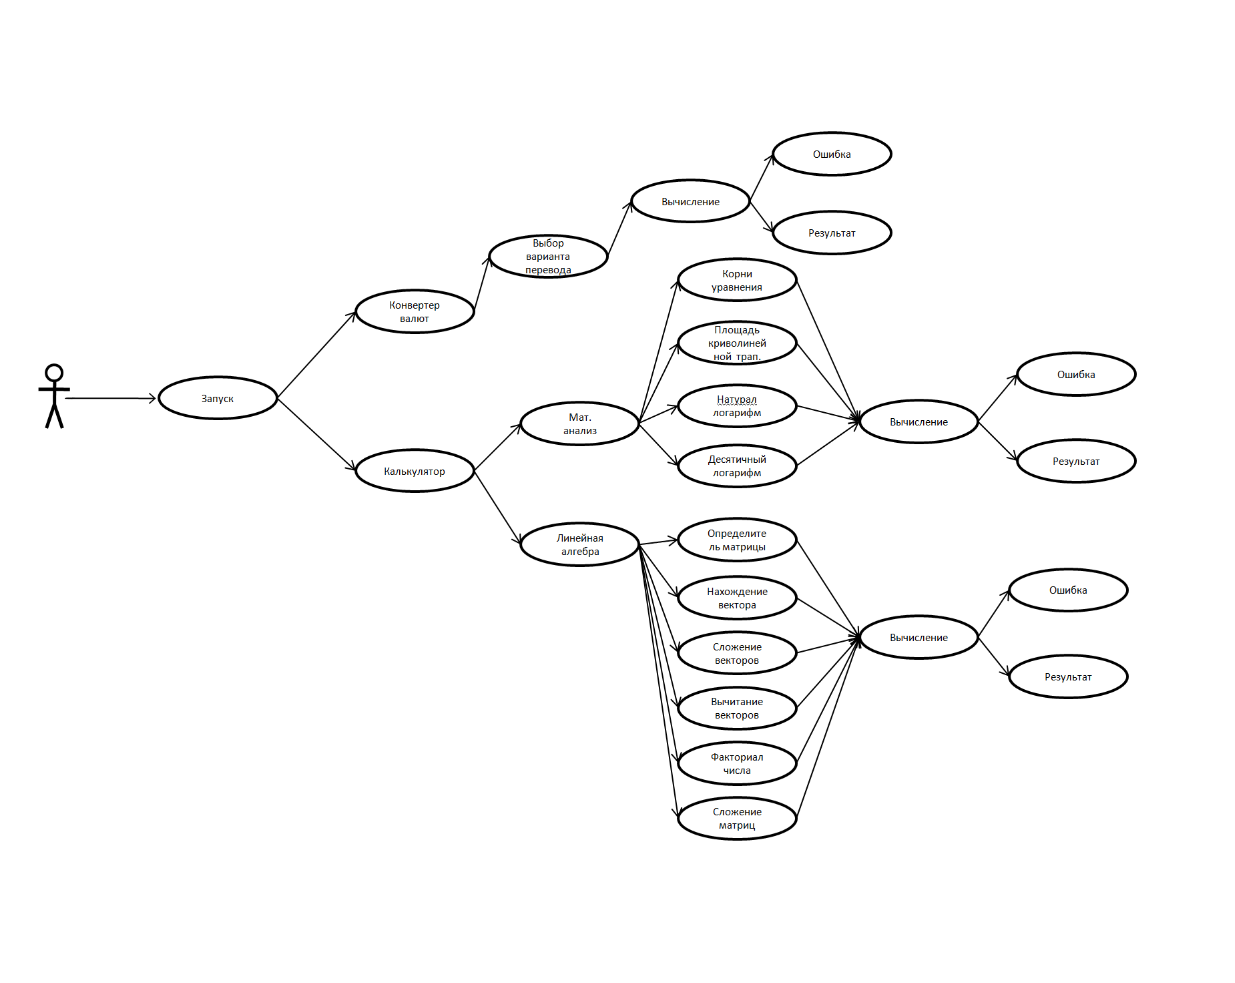 Ошибка
Вычисление
Результат
Выбор
варианта
перевода
Конвертер
валют
Запуск
Калькулятор
Мат.
анализ
Линейная
алгебра
Корни
уравнения
Площадь
криволиней
ной трап.
Натурал
логарифм
Десятичный
логарифм
Вычисление
Ошибка
Результат
Определите
ль матрицы
Нахождение
вектора
Сложение
векторов
Вычитание
векторов
Факториал
числа
Сложение
матриц
Вычисление
Ошибка
Результат